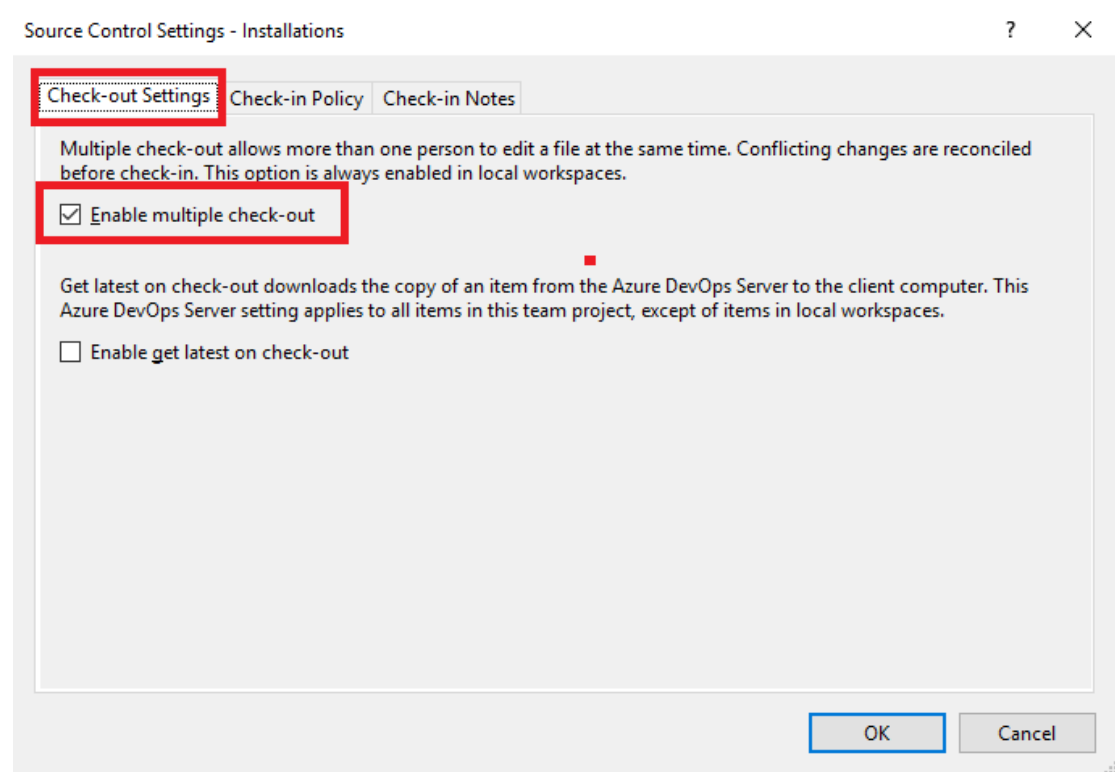 Source Control Settings - Installations
?
Check-out Settings
Check-in Policy
Check-in Notes
Multiple check-out allows more than one person to edit a file at the same time. Conflicting changes are reconciled
before check-in. This option is always enabled in local workspaces.
Enable multiple check-out
Get latest on check-out downloads the copy of an item from the Azure DevOps Server to the client computer. This
Azure DevOps Server setting applies to all items in this team project, except of items in local workspaces.
Enable get latest on check-out
OK
Cancel